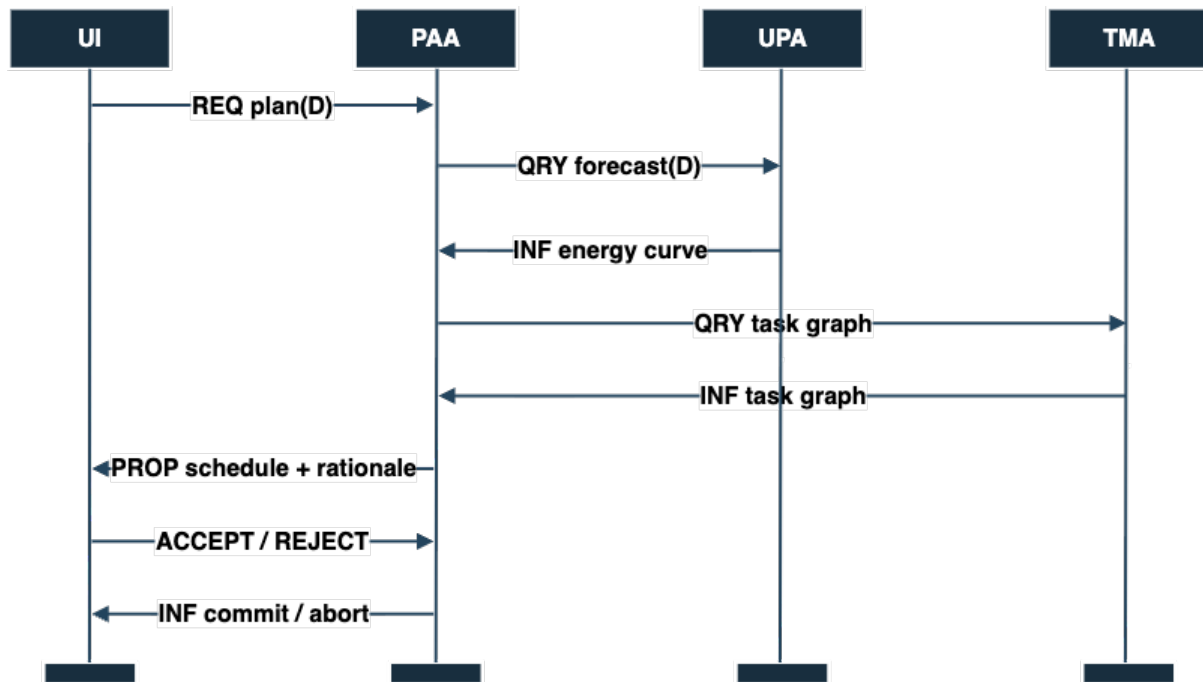 UI
PAA
UPA
TMA
REQ plan(D)
QRY forecast(D)
INF energy curve
QRY task graph
INF task graph
PROP schedule + rationale
ACCEPT / REJECT
INF commit / abort